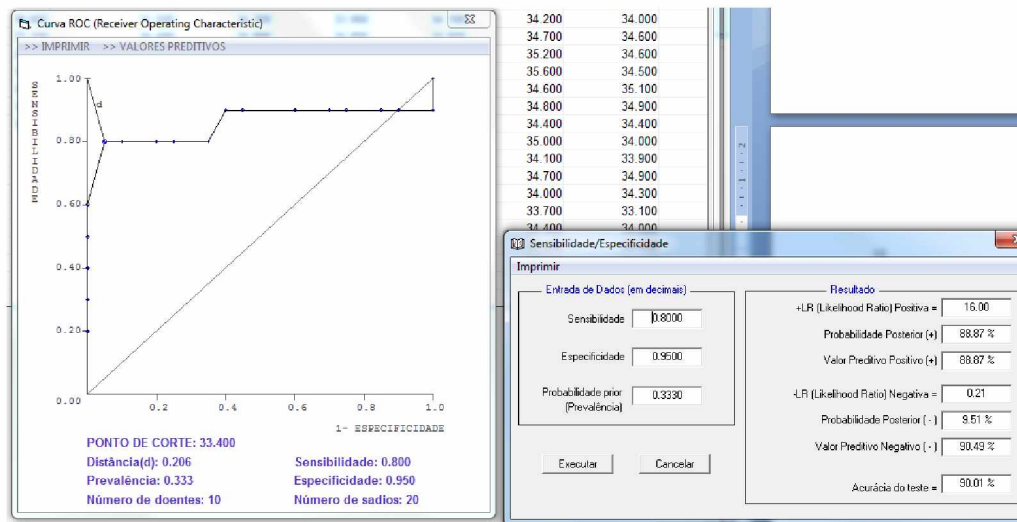 Curva ROC (Receiver Operating Characteristic)
>> IMPRIMIR >> VALORES PREDITIVOS
SENSIBILIDADE
1.00
0.80
0.60
0.40
0.20
0.00
d
0.2 0.4 0.6 0.8 1.0
1- ESPECIFICIDADE
PONTO DE CORTE: 33.400
Distância(d): 0.206 Sensibilidade: 0.800
Prevalência: 0.333 Especificidade: 0.950
Número de doentes: 10 Número de sadios: 20
34.200 34.000
34.700 34.600
35.200 34.600
35.600 34.500
34.600 35.100
34.800 34.900
34.400 34.400
35.000 34.000
34.100 33.900
34.700 34.900
34.000 34.300
33.700 33.100
34.400 34.000
Sensibilidade/Especificidade
Imprimir
Entrada de Dados (em decimais)
Sensibilidade 0.8000
Especificidade 0.9500
Probabilidade prior
(Prevalência) 0.3330
Executar Cancelar
Resultado
+LR (Likelihood Ratio) Positiva = 16.00
Probabilidade Posterior (+) 88.87 %
Valor Preditivo Positivo (+) 88.87 %
-LR (Likelihood Ratio) Negativa = 0.21
Probabilidade Posterior ( - ) 9.51 %
Valor Preditivo Negativo ( - ) 90.49 %
Acurácia do teste = 90.01 %